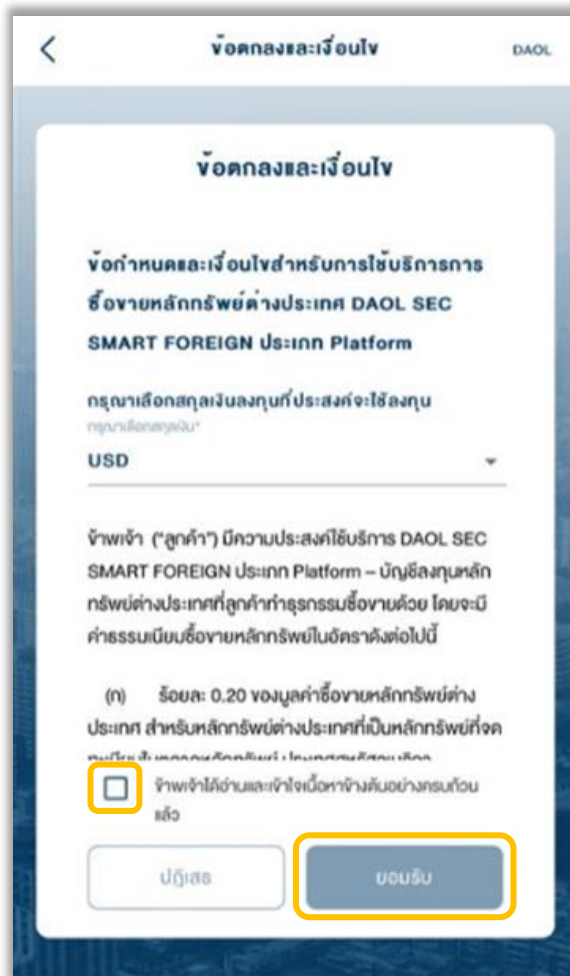 ข้อตกลงและเงื่อนไข DAOL
ข้อตกลงและเงื่อนไข
ข้อกำหนดและเงื่อนไขสำหรับการใช้บริการการ
ซื้อขายหลักทรัพย์ต่างประเทศ DAOL SEC
SMART FOREIGN ประเภท Platform
กรุณาเลือกสกุลเงินลงทุนที่ประสงค์จะใช้ลงทุน
กรุณาเลือกสกุลเงิน*
USD
ข้าพเจ้า ("ลูกค้า") มีความประสงค์ใช้บริการ DAOL SEC
SMART FOREIGN ประเภท Platform – บัญชีลงทุนหลัก
ทรัพย์ต่างประเทศที่ลูกค้าทำธุรกรรมซื้อขายด้วย โดยจะมี
ค่าธรรมเนียมซื้อขายหลักทรัพย์ในอัตราดังต่อไปนี้
(ก) ร้อยละ 0.20 ของมูลค่าซื้อขายหลักทรัพย์ต่าง
ประเทศ สำหรับหลักทรัพย์ต่างประเทศที่เป็นหลักทรัพย์ที่จด
ข้าพเจ้าได้อ่านและเข้าใจเนื้อหาข้างต้นอย่างครบถ้วน
แล้ว
ปฏิเสธ
ยอมรับ